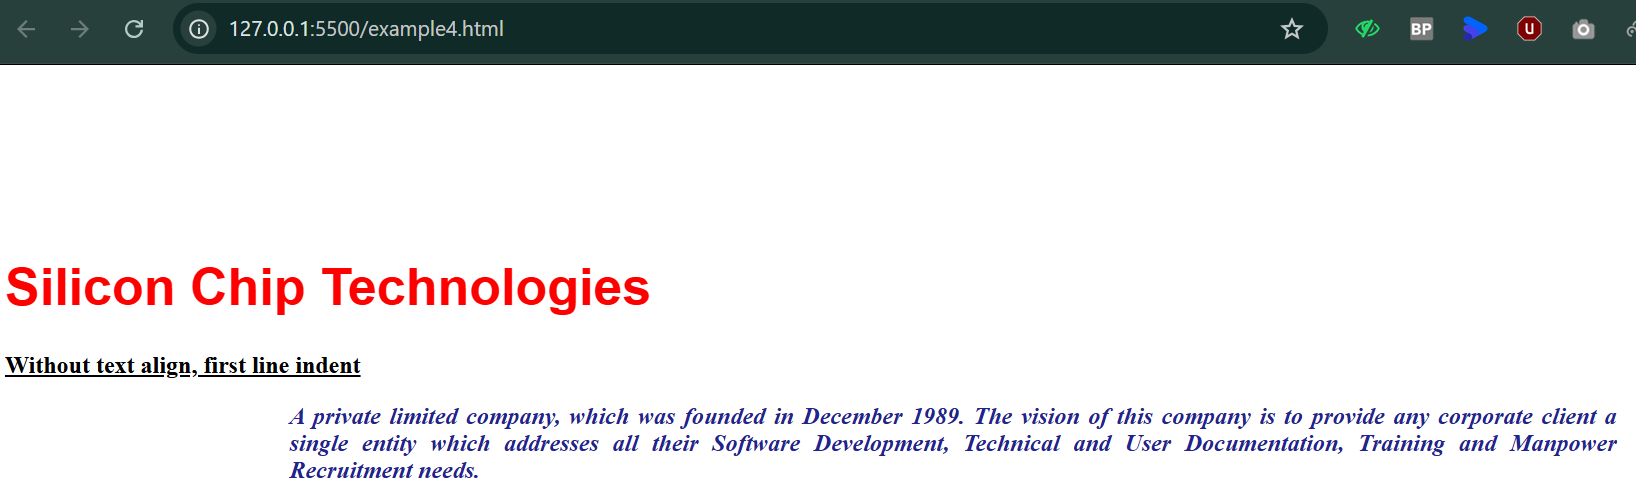 127.0.0.1:5500/example4.html
BP
U
Silicon Chip Technologies
Without text align, first line indent
A private limited company, which was founded in December 1989. The vision of this company is to provide any corporate client a
single entity which addresses all their Software Development, Technical and User Documentation, Training and Manpower
Recruitment needs.